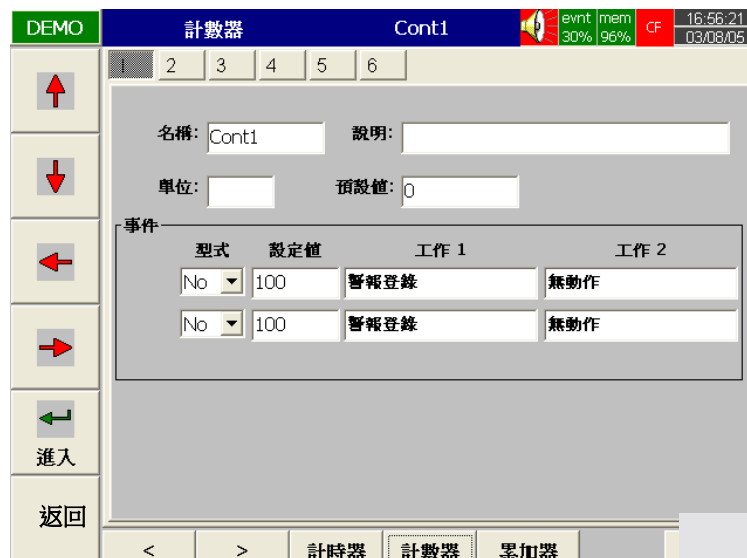 DEMO 計數器 Cont1 evnt 30% mem 96% CF 16:56:21 03/08/05
1 2 3 4 5 6
名稱: Cont1 說明:
單位: 預設值: 0
事件
型式 設定值 工作 1 工作 2
No 100 警報登錄 無動作
No 100 警報登錄 無動作
進入
返回
< > 計時器 計數器 累加器